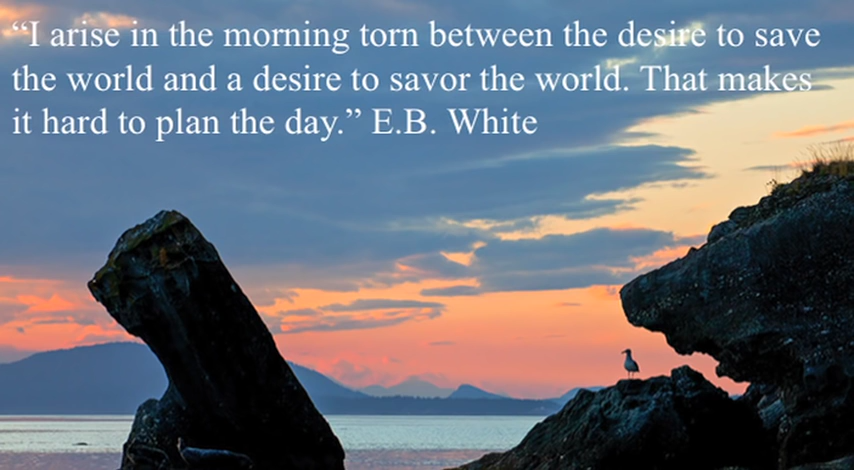 “I arise in the morning torn between the desire to save
the world and a desire to savor the world. That makes
it hard to plan the day.” E.B. White